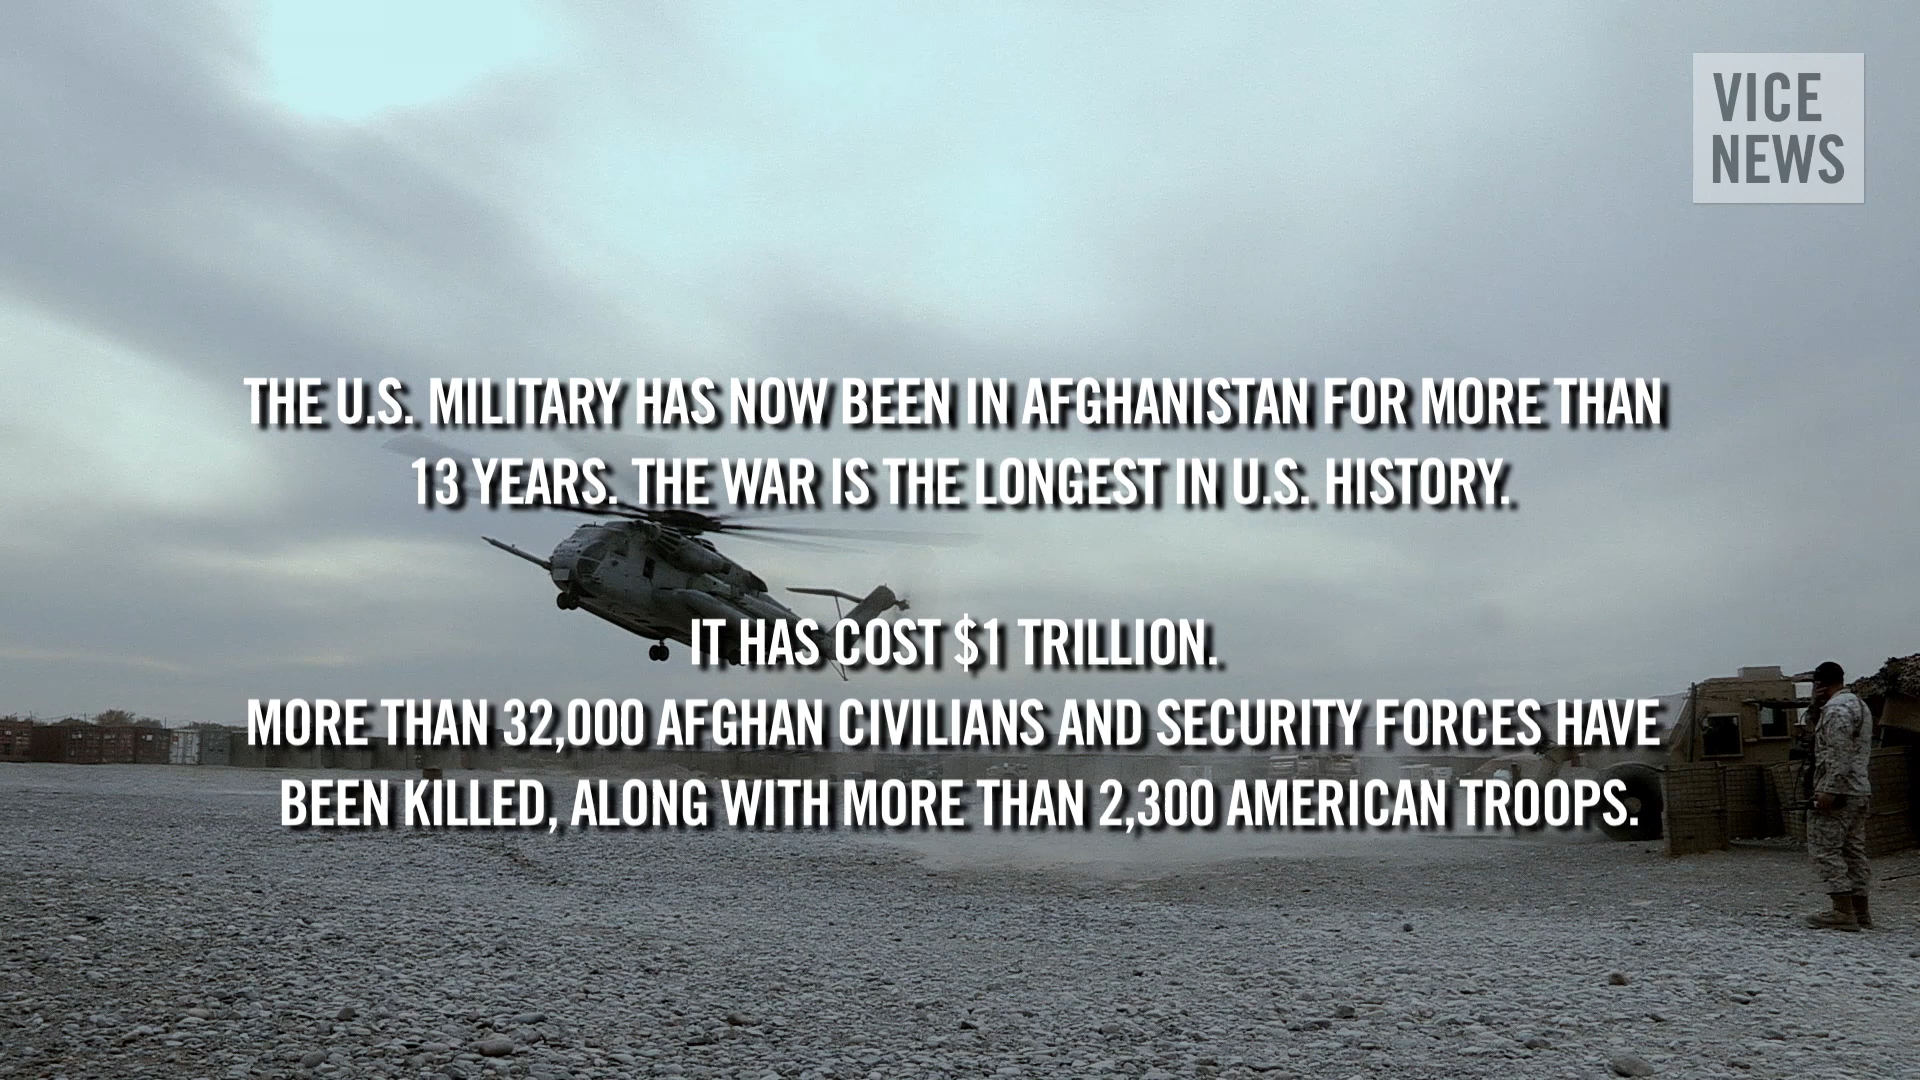 VICE
NEWS
THE U.S. MILITARY HAS NOW BEEN IN AFGHANISTAN FOR MORE THAN
13 YEARS. THE WAR IS THE LONGEST IN U.S. HISTORY.
IT HAS COST $1 TRILLION.
MORE THAN 32,000 AFGHAN CIVILIANS AND SECURITY FORCES HAVE
BEEN KILLED, ALONG WITH MORE THAN 2,300 AMERICAN TROOPS.